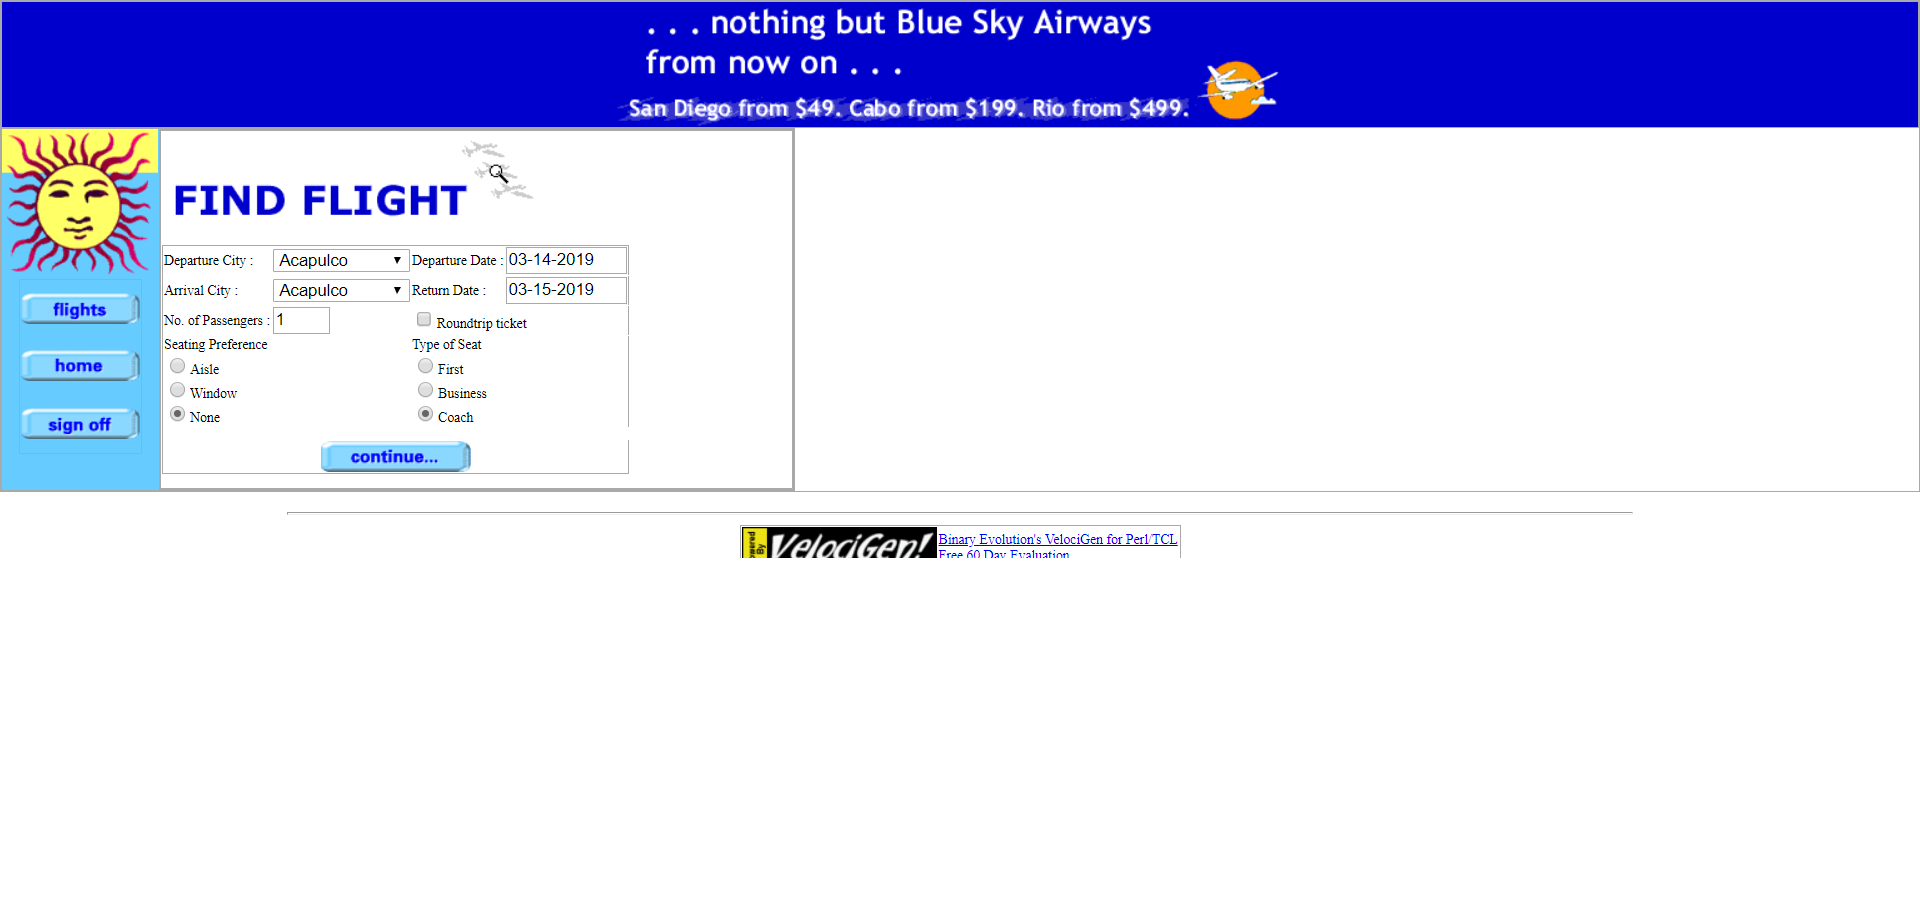 . . . nothing but Blue Sky Airways
from now on . . .
San Diego from $49. Cabo from $199. Rio from $499.
FIND FLIGHT
Departure City : Acapulco Departure Date : 03-14-2019
Arrival City : Acapulco Return Date : 03-15-2019
No. of Passengers : 1 Roundtrip ticket
Seating Preference Type of Seat
Aisle First
Window Business
None Coach
continue...
flights
home
sign off
Powered By VelociGen!
Binary Evolution's VelociGen for Perl/TCL
Free 60 Day Evaluation